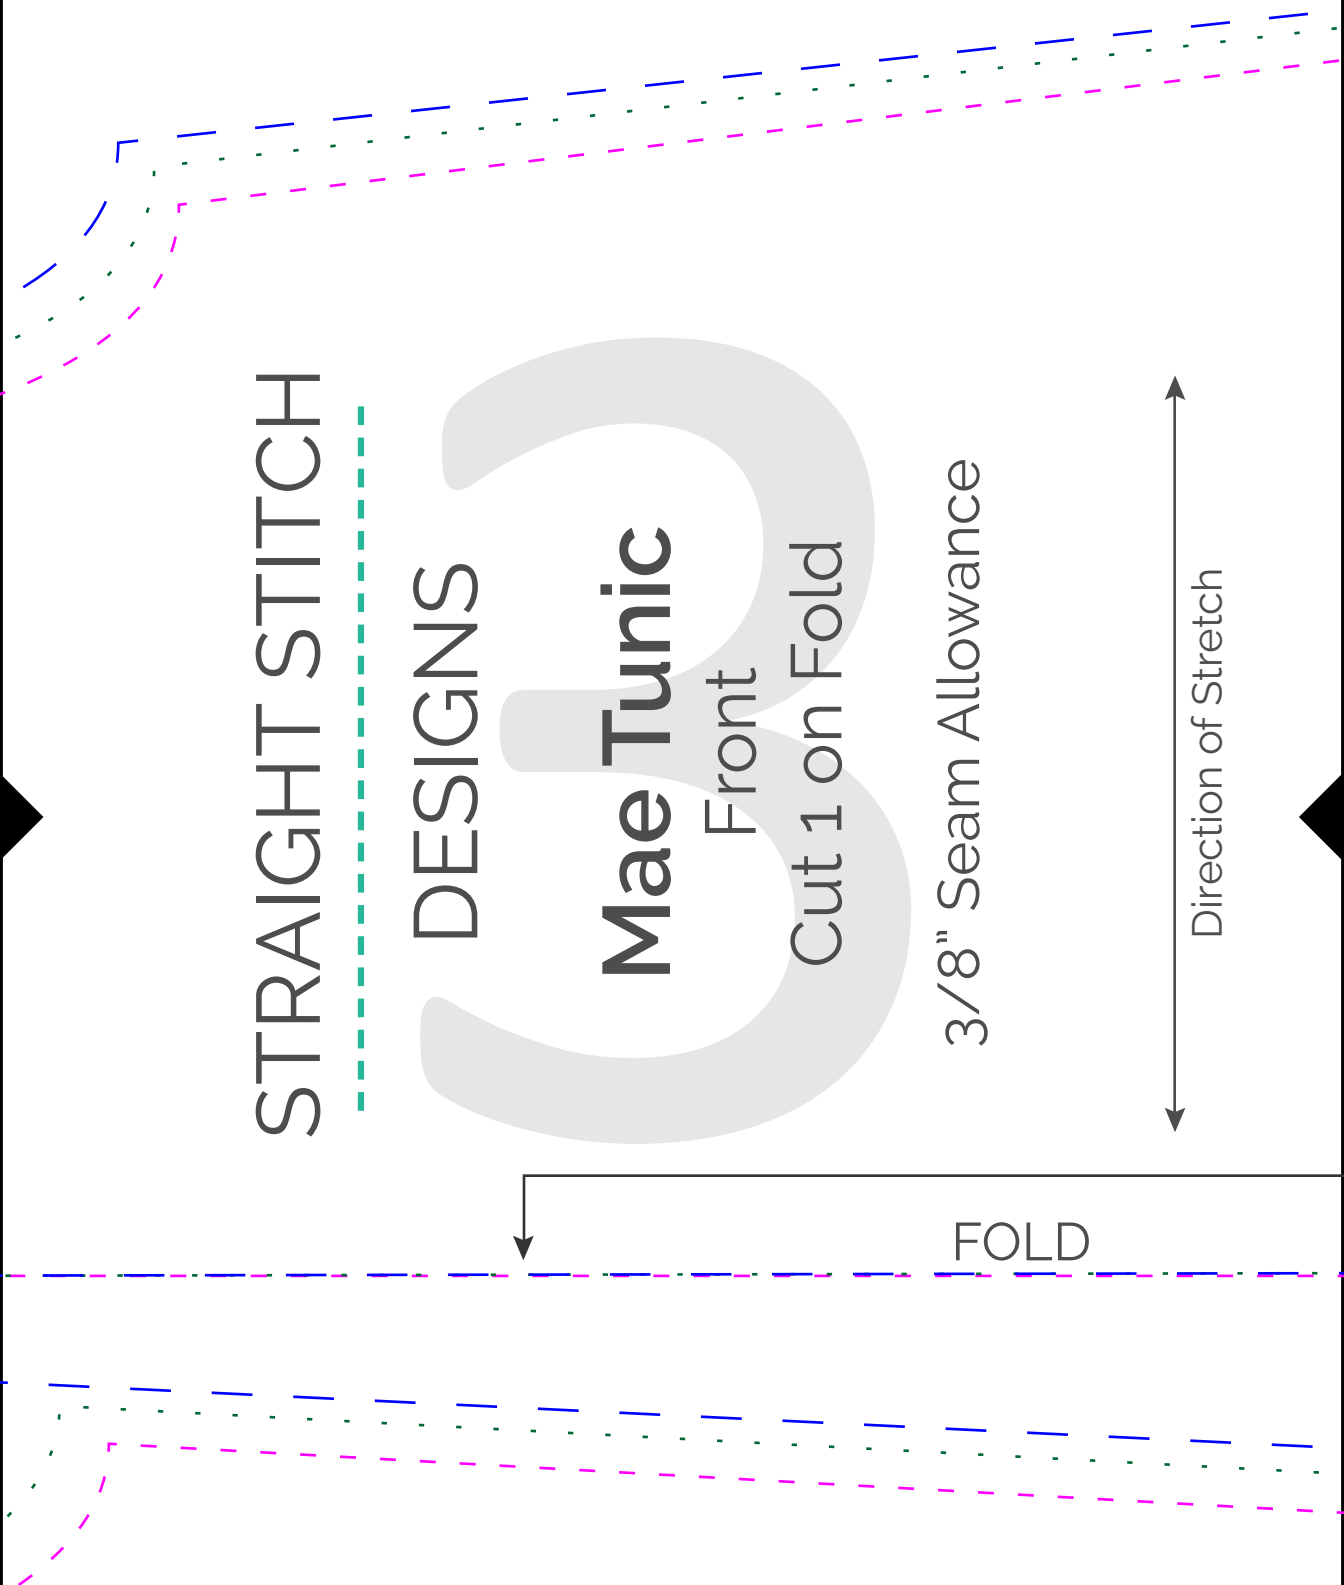 STRAIGHT STITCH
DESIGNS
3
Mae Tunic
Front
Cut 1 on Fold
3/8" Seam Allowance
Direction of Stretch
FOLD